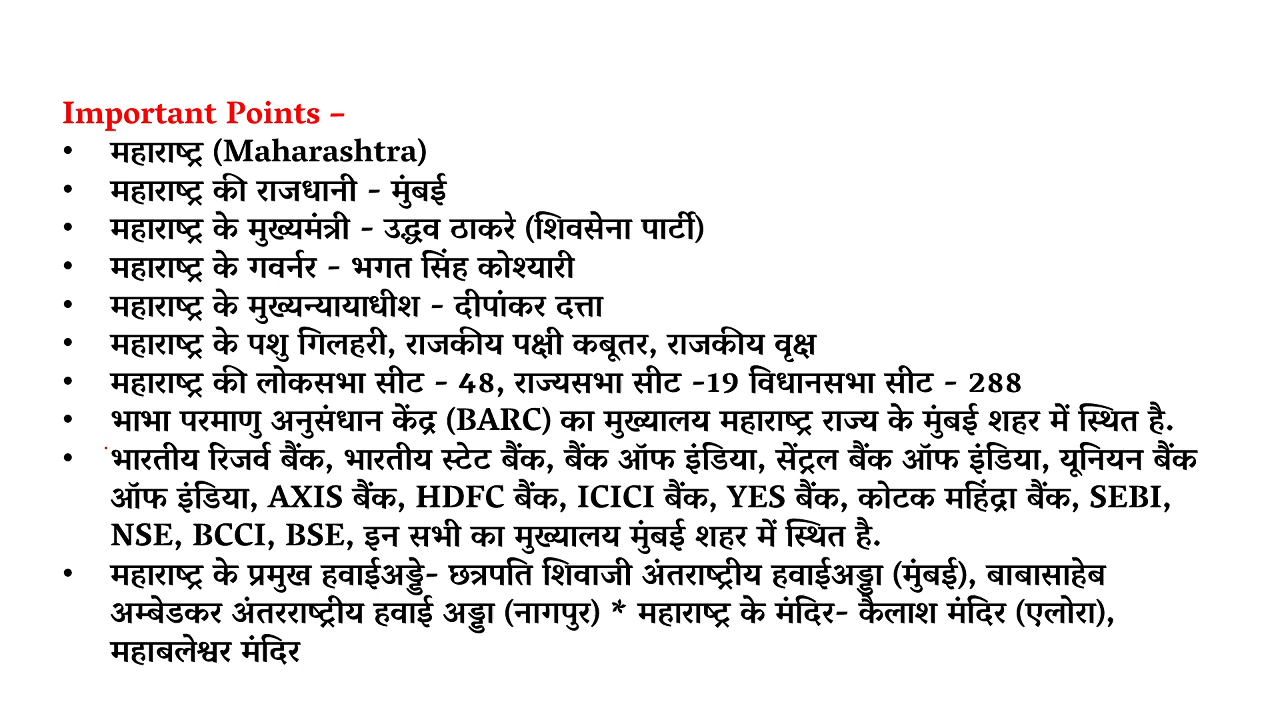 Important Points –
• महाराष्ट्र (Maharashtra)
• महाराष्ट्र की राजधानी - मुंबई
• महाराष्ट्र के मुख्यमंत्री - उद्धव ठाकरे (शिवसेना पार्टी)
• महाराष्ट्र के गवर्नर - भगत सिंह कोश्यारी
• महाराष्ट्र के मुख्यन्यायाधीश - दीपांकर दत्ता
• महाराष्ट्र के पशु गिलहरी, राजकीय पक्षी कबूतर, राजकीय वृक्ष
• महाराष्ट्र की लोकसभा सीट - 48, राज्यसभा सीट -19 विधानसभा सीट - 288
• भाभा परमाणु अनुसंधान केंद्र (BARC) का मुख्यालय महाराष्ट्र राज्य के मुंबई शहर में स्थित है.
• भारतीय रिजर्व बैंक, भारतीय स्टेट बैंक, बैंक ऑफ इंडिया, सेंट्रल बैंक ऑफ इंडिया, यूनियन बैंक
ऑफ इंडिया, AXIS बैंक, HDFC बैंक, ICICI बैंक, YES बैंक, कोटक महिंद्रा बैंक, SEBI,
NSE, BCCI, BSE, इन सभी का मुख्यालय मुंबई शहर में स्थित है.
• महाराष्ट्र के प्रमुख हवाईअड्डे- छत्रपति शिवाजी अंतराष्ट्रीय हवाईअड्डा (मुंबई), बाबासाहेब
अम्बेडकर अंतरराष्ट्रीय हवाई अड्डा (नागपुर) * महाराष्ट्र के मंदिर- कैलाश मंदिर (एलोरा),
महाबलेश्वर मंदिर